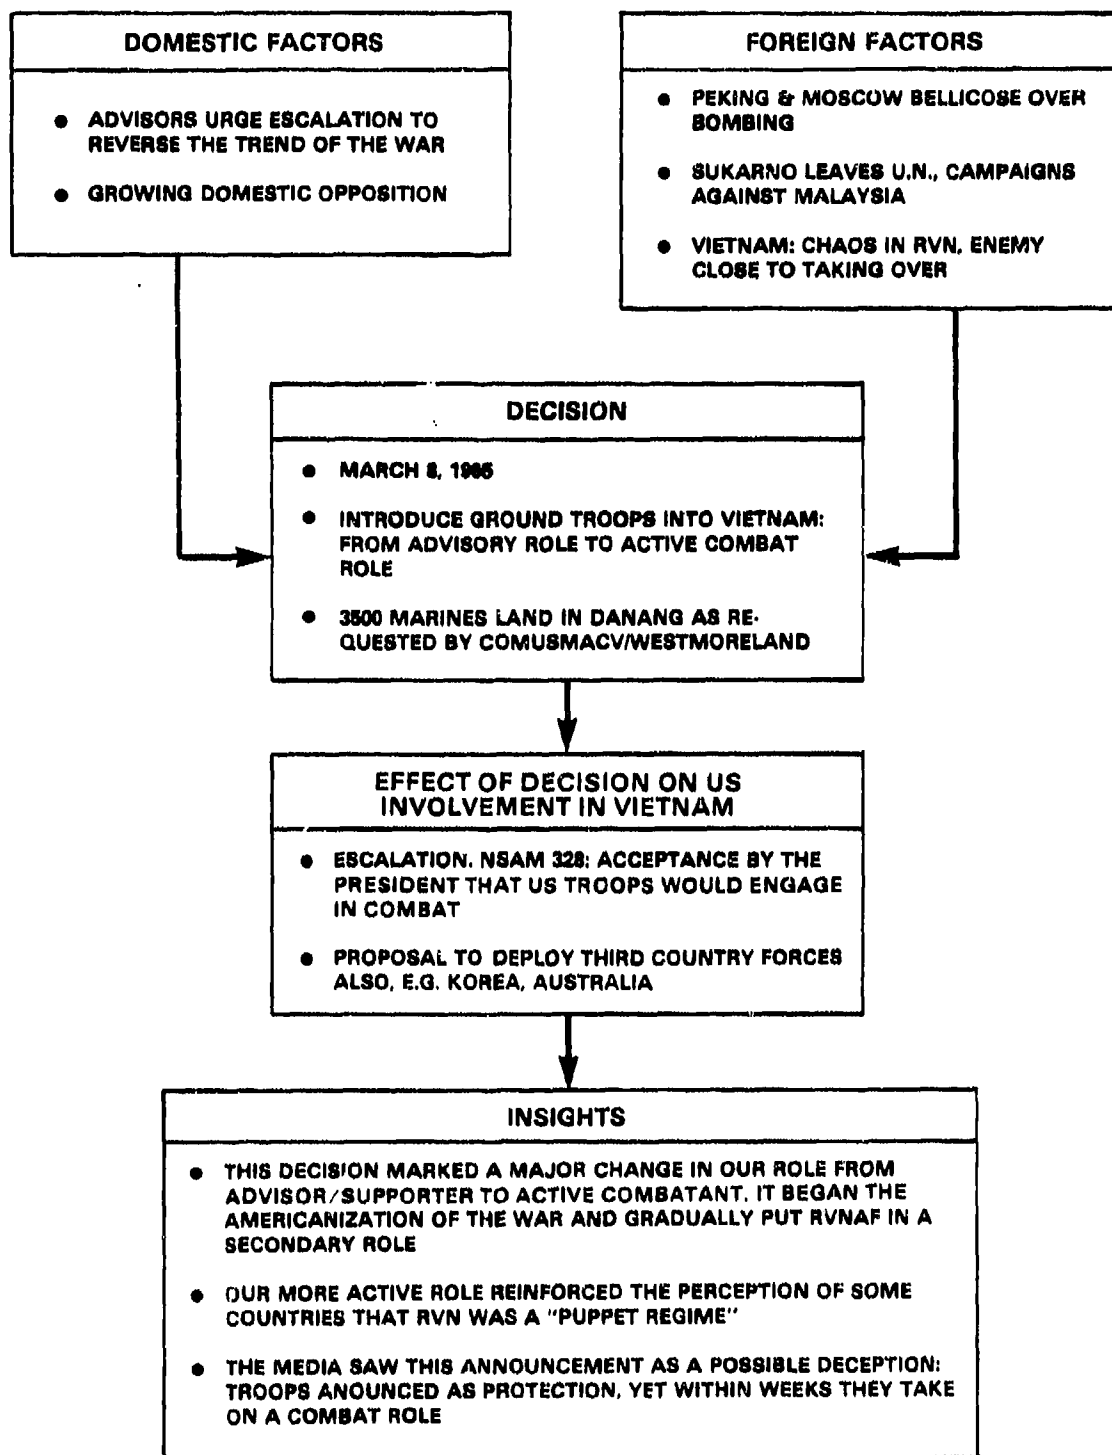 DOMESTIC FACTORS
● ADVISORS URGE ESCALATION TO
REVERSE THE TREND OF THE WAR
● GROWING DOMESTIC OPPOSITION
FOREIGN FACTORS
● PEKING & MOSCOW BELLICOSE OVER
BOMBING
● SUKARNO LEAVES U.N., CAMPAIGNS
AGAINST MALAYSIA
● VIETNAM: CHAOS IN RVN, ENEMY
CLOSE TO TAKING OVER
DECISION
● MARCH 8, 1965
● INTRODUCE GROUND TROOPS INTO VIETNAM:
FROM ADVISORY ROLE TO ACTIVE COMBAT
ROLE
● 3500 MARINES LAND IN DANANG AS RE-
QUESTED BY COMUSMACV/WESTMORELAND
EFFECT OF DECISION ON US
INVOLVEMENT IN VIETNAM
● ESCALATION. NSAM 328: ACCEPTANCE BY THE
PRESIDENT THAT US TROOPS WOULD ENGAGE
IN COMBAT
● PROPOSAL TO DEPLOY THIRD COUNTRY FORCES
ALSO, E.G. KOREA, AUSTRALIA
INSIGHTS
● THIS DECISION MARKED A MAJOR CHANGE IN OUR ROLE FROM
ADVISOR/SUPPORTER TO ACTIVE COMBATANT. IT BEGAN THE
AMERICANIZATION OF THE WAR AND GRADUALLY PUT RVNAF IN A
SECONDARY ROLE
● OUR MORE ACTIVE ROLE REINFORCED THE PERCEPTION OF SOME
COUNTRIES THAT RVN WAS A "PUPPET REGIME"
● THE MEDIA SAW THIS ANNOUNCEMENT AS A POSSIBLE DECEPTION:
TROOPS ANOUNCED AS PROTECTION, YET WITHIN WEEKS THEY TAKE
ON A COMBAT ROLE